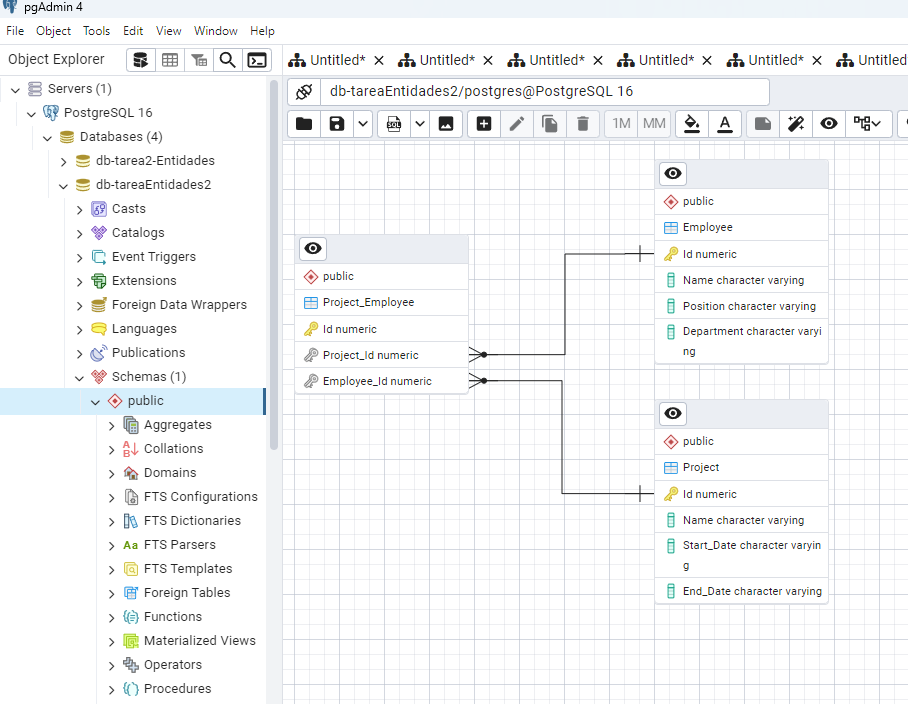 pgAdmin 4
File Object Tools Edit View Window Help
Object Explorer
Untitled* Untitled* Untitled* Untitled* Untitled* Untitled
db-tareaEntidades2/postgres@PostgreSQL 16
SQL 1M MM A
Servers (1)
PostgreSQL 16
Databases (4)
db-tarea2-Entidades
db-tareaEntidades2
Casts
Catalogs
Event Triggers
Extensions
Foreign Data Wrappers
Languages
Publications
Schemas (1)
public
Aggregates
Collations
Domains
FTS Configurations
FTS Dictionaries
Aa FTS Parsers
FTS Templates
Foreign Tables
Functions
Materialized Views
Operators
Procedures
public
Project_Employee
Id numeric
Project_Id numeric
Employee_Id numeric
public
Employee
Id numeric
Name character varying
Position character varying
Department character varyi
ng
public
Project
Id numeric
Name character varying
Start_Date character varyin
g
End_Date character varying